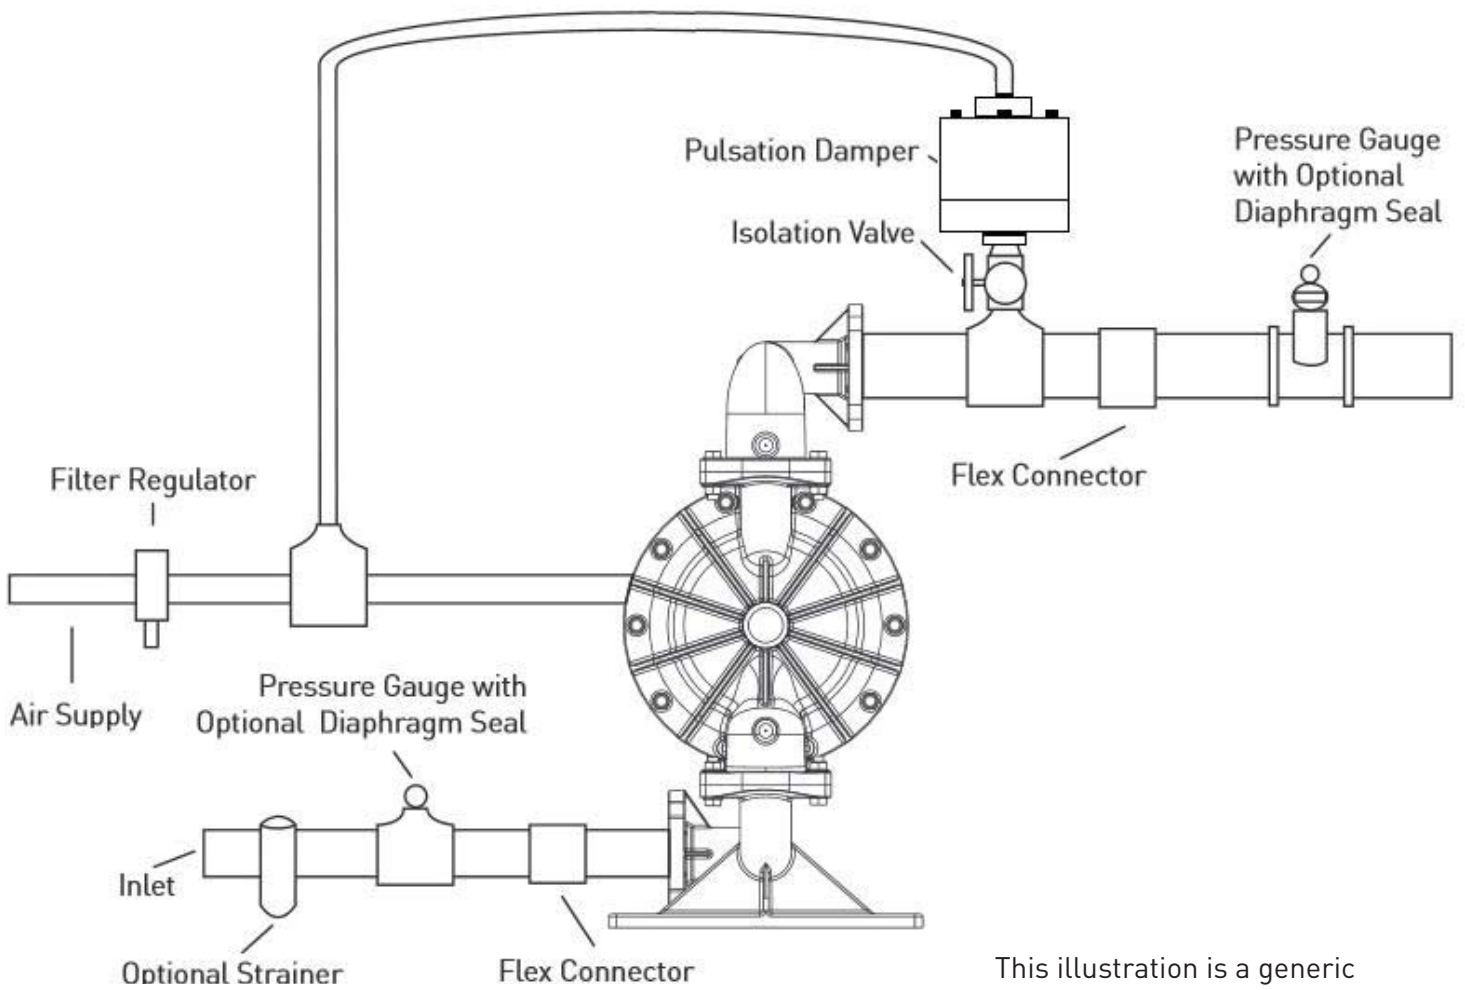 Pulsation Damper
Pressure Gauge
with Optional
Diaphragm Seal
Isolation Valve
Flex Connector
Filter Regulator
Air Supply
Pressure Gauge with
Optional Diaphragm Seal
Inlet
Optional Strainer
Flex Connector
This illustration is a generic